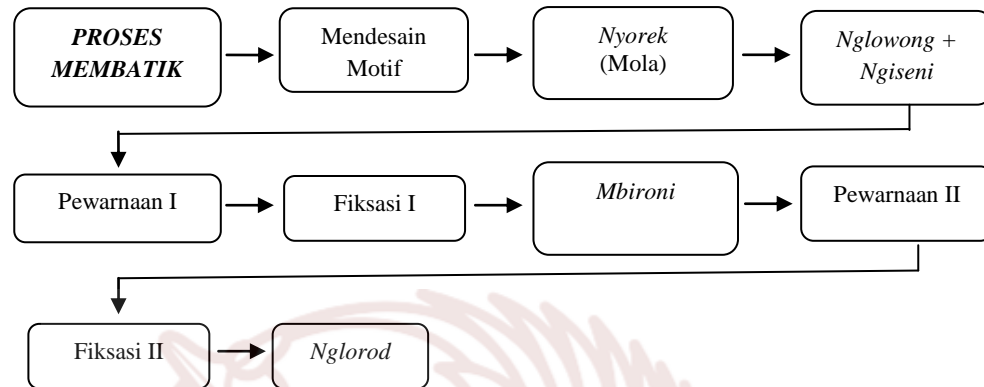 PROSES
MEMBATIK
Mendesain
Motif
Nyorek
(Mola)
Nglowong +
Ngiseni
Pewarnaan I
Fiksasi I
Mbironi
Pewarnaan II
Fiksasi II
Nglorod